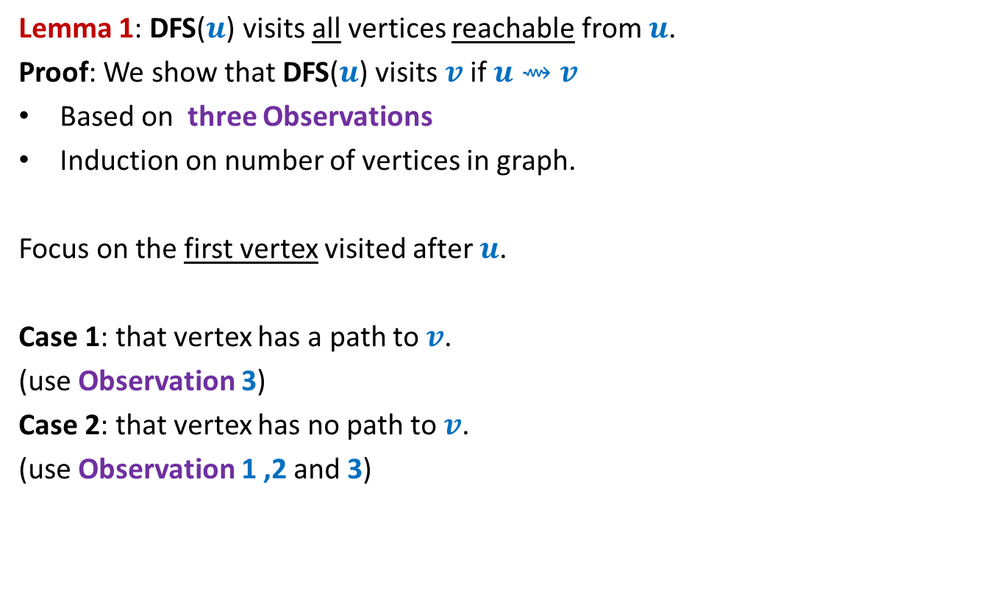 Lemma 1: DFS(u) visits all vertices reachable from u.
Proof: We show that DFS(u) visits v if u ⇝ v
• Based on three Observations
• Induction on number of vertices in graph.
Focus on the first vertex visited after u.
Case 1: that vertex has a path to v.
(use Observation 3)
Case 2: that vertex has no path to v.
(use Observation 1 ,2 and 3)